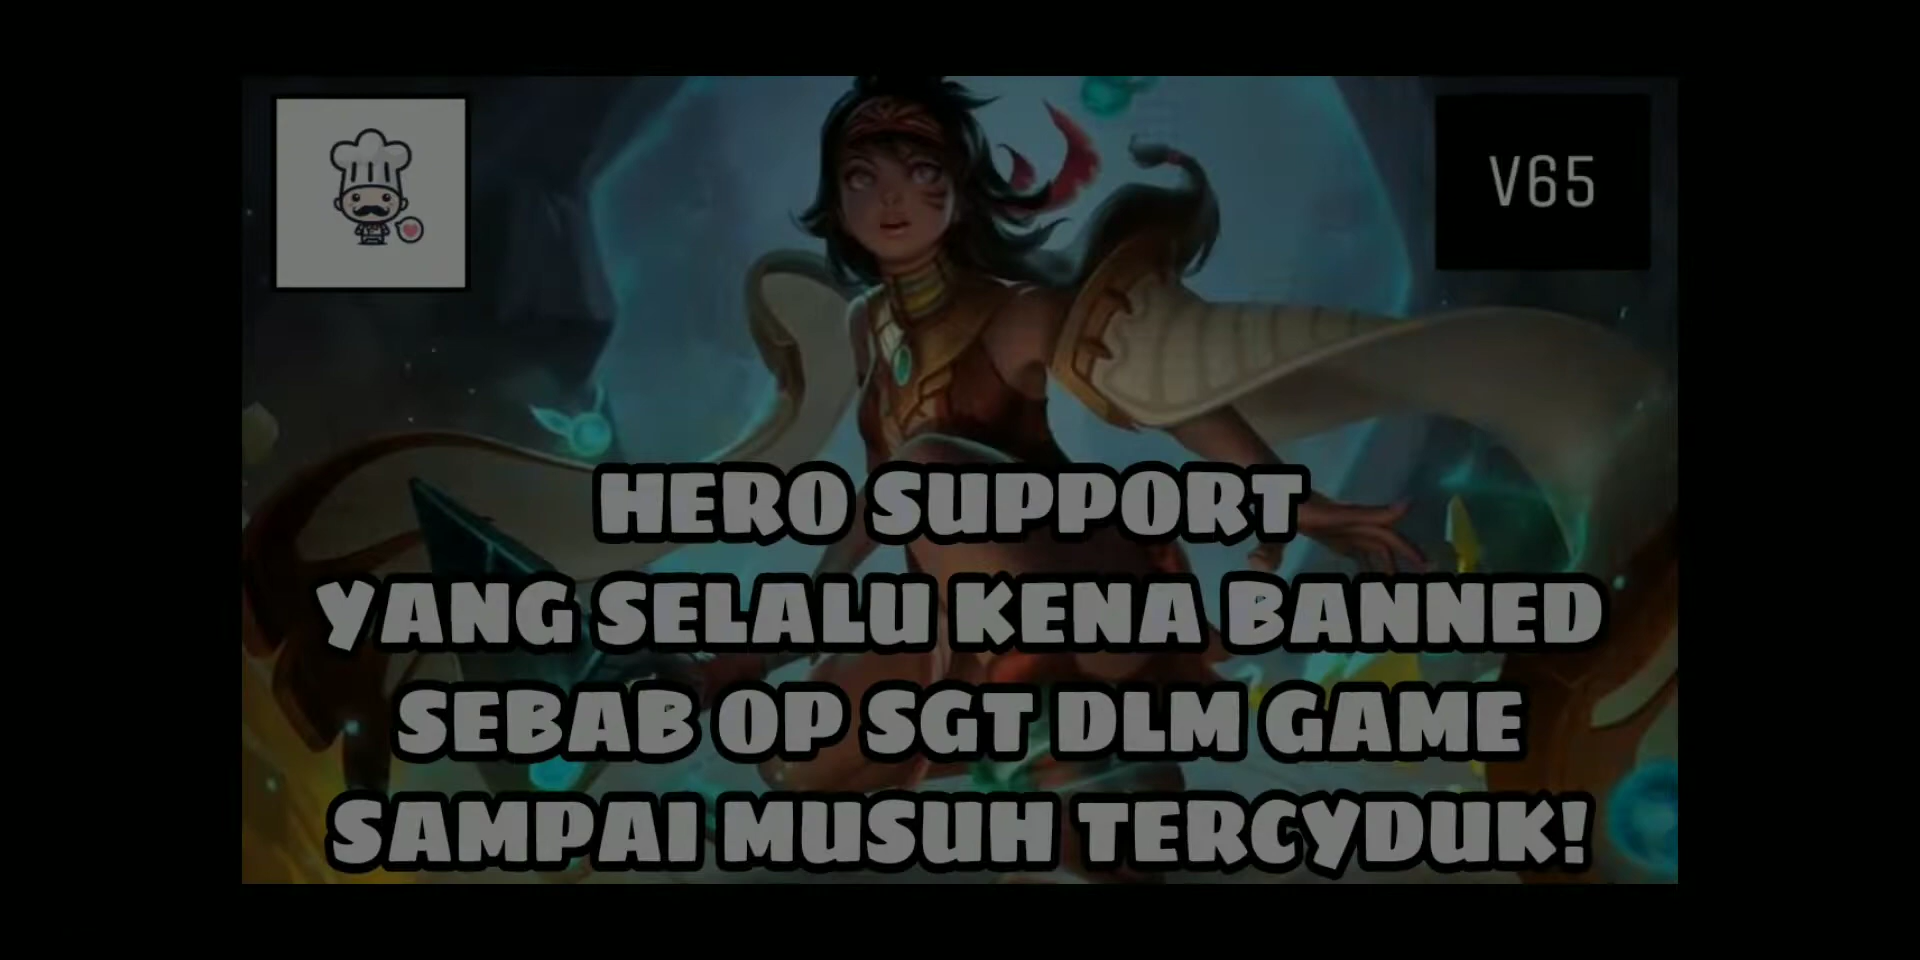 V65
HERO SUPPORT
YANG SELALU KENA BANNED
SEBAB OP SGT DLM GAME
SAMPAI MUSUH TERCYDUK!